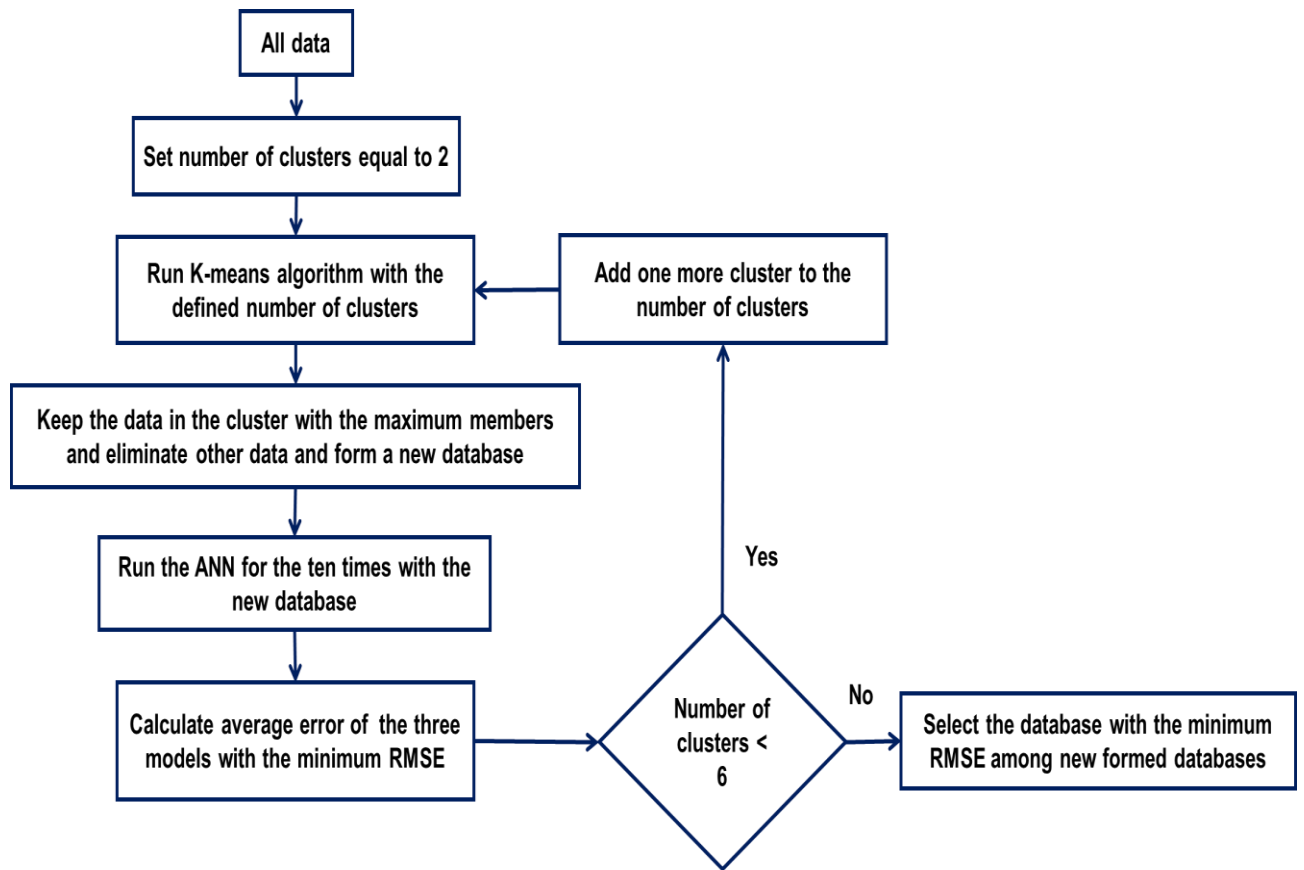 All data
Set number of clusters equal to 2
Run K-means algorithm with the
defined number of clusters
Add one more cluster to the
number of clusters
Keep the data in the cluster with the maximum members
and eliminate other data and form a new database
Run the ANN for the ten times with the
new database
Yes
Calculate average error of the three
models with the minimum RMSE
Number of
clusters <
6
No
Select the database with the minimum
RMSE among new formed databases